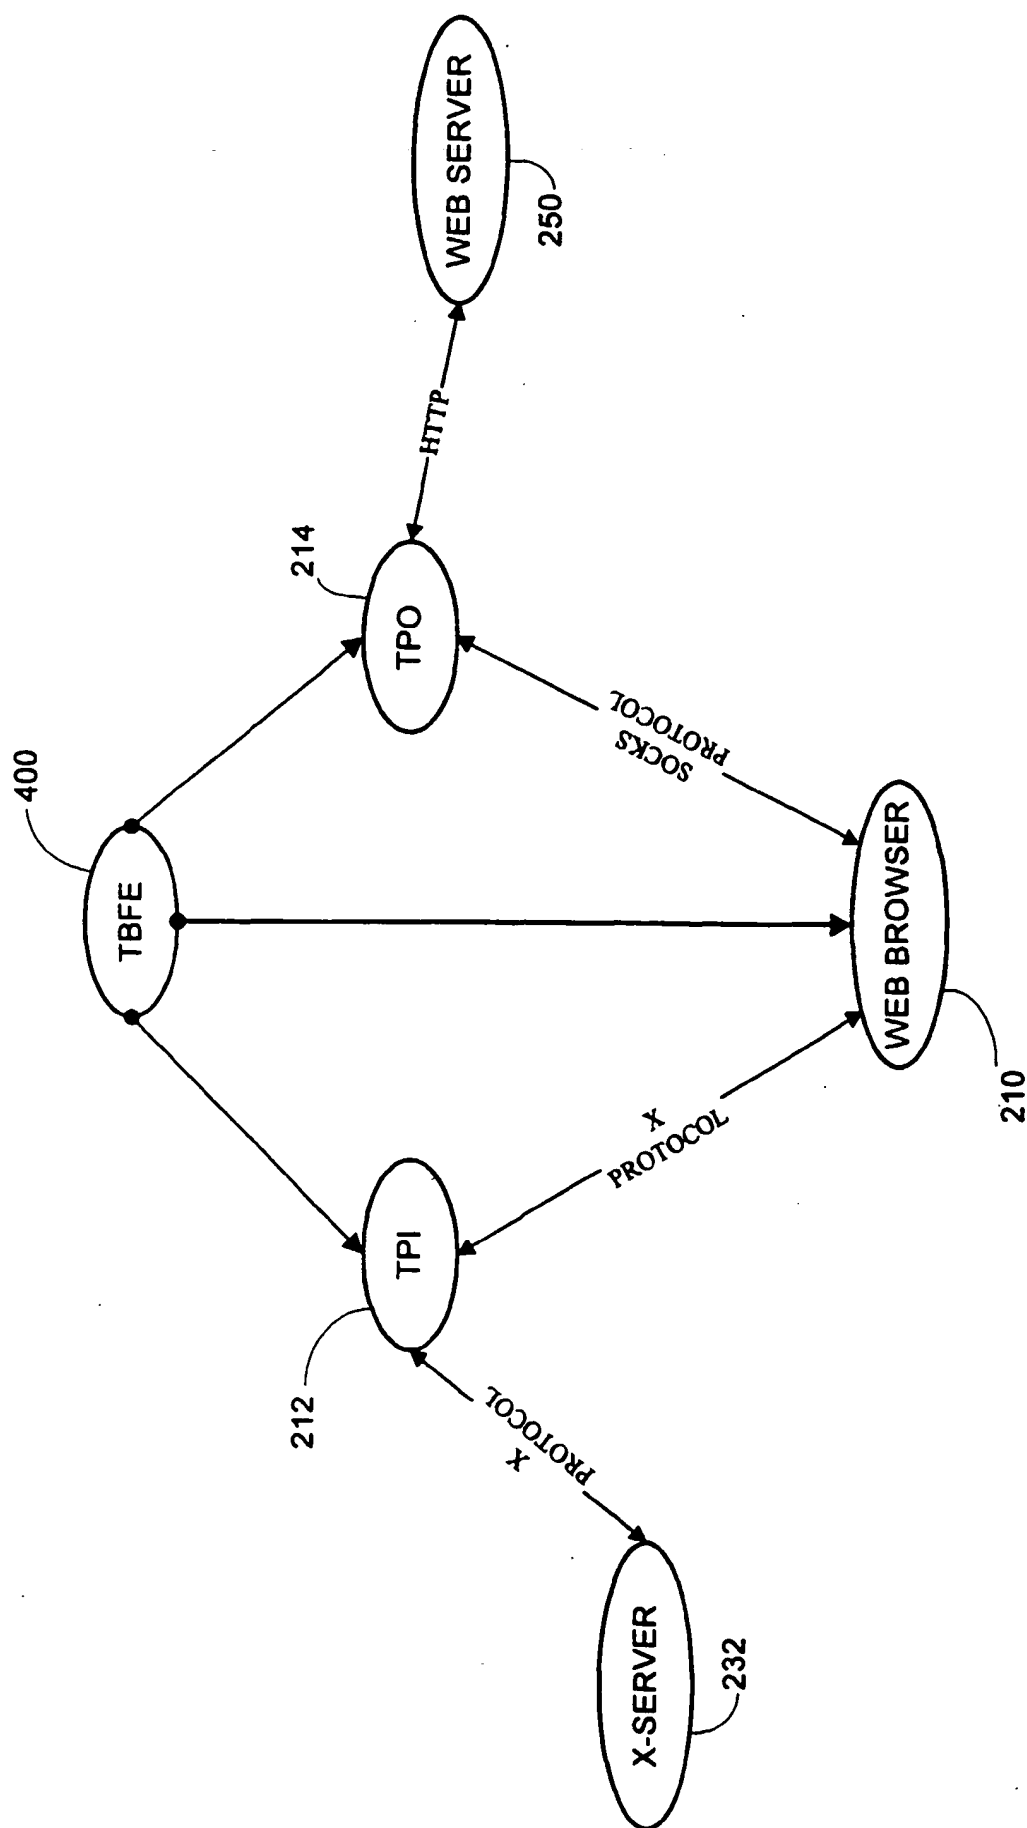 400
TBFE
212
TPI
214
TPO
X
PROTOCOL
HTTP
X
PROTOCOL
SOCKS
PROTOCOL
X-SERVER
232
WEB BROWSER
210
WEB SERVER
250